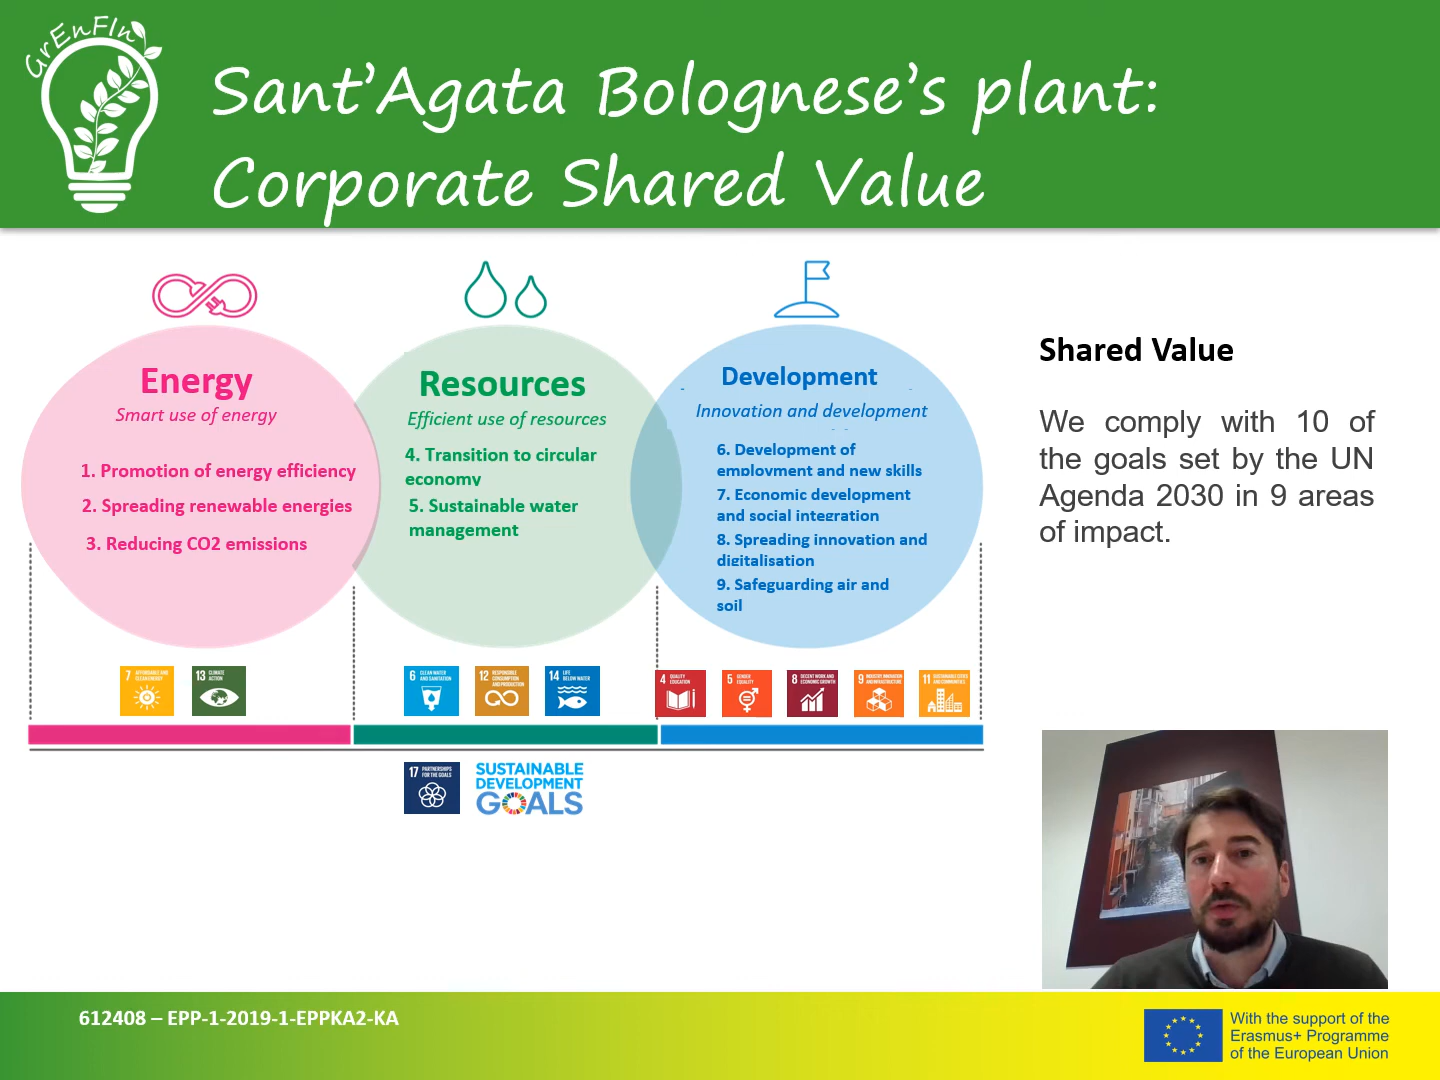 GrEnFIn
Sant’Agata Bolognese’s plant:
Corporate Shared Value
Energy
Smart use of energy
1. Promotion of energy efficiency
2. Spreading renewable energies
3. Reducing CO2 emissions
Resources
Efficient use of resources
4. Transition to circular
economy
5. Sustainable water
management
Development
Innovation and development
6. Development of
employment and new skills
7. Economic development
and social integration
8. Spreading innovation and
digitalisation
9. Safeguarding air and
soil
Shared Value
We comply with 10 of
the goals set by the UN
Agenda 2030 in 9 areas
of impact.
7 AFFORDABLE AND
CLEAN ENERGY
13 CLIMATE
ACTION
6 CLEAN WATER
AND SANITATION
12 RESPONSIBLE
CONSUMPTION
AND PRODUCTION
14 LIFE
BELOW WATER
4 QUALITY
EDUCATION
5 GENDER
EQUALITY
8 DECENT WORK AND
ECONOMIC GROWTH
9 INDUSTRY, INNOVATION
AND INFRASTRUCTURE
11 SUSTAINABLE CITIES
AND COMMUNITIES
17 PARTNERSHIPS
FOR THE GOALS
SUSTAINABLE
DEVELOPMENT
GOALS
612408 – EPP-1-2019-1-EPPKA2-KA
With the support of the
Erasmus+ Programme
of the European Union